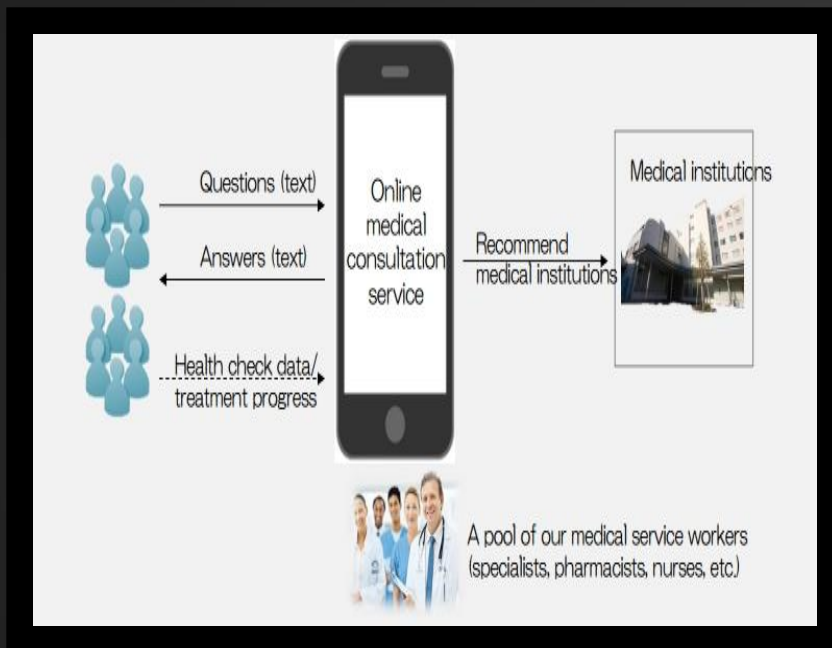 Questions (text)
Answers (text)
Health check data/
treatment progress
Online
medical
consultation
service
Recommend
medical institutions
Medical institutions
A pool of our medical service workers
(specialists, pharmacists, nurses, etc.)